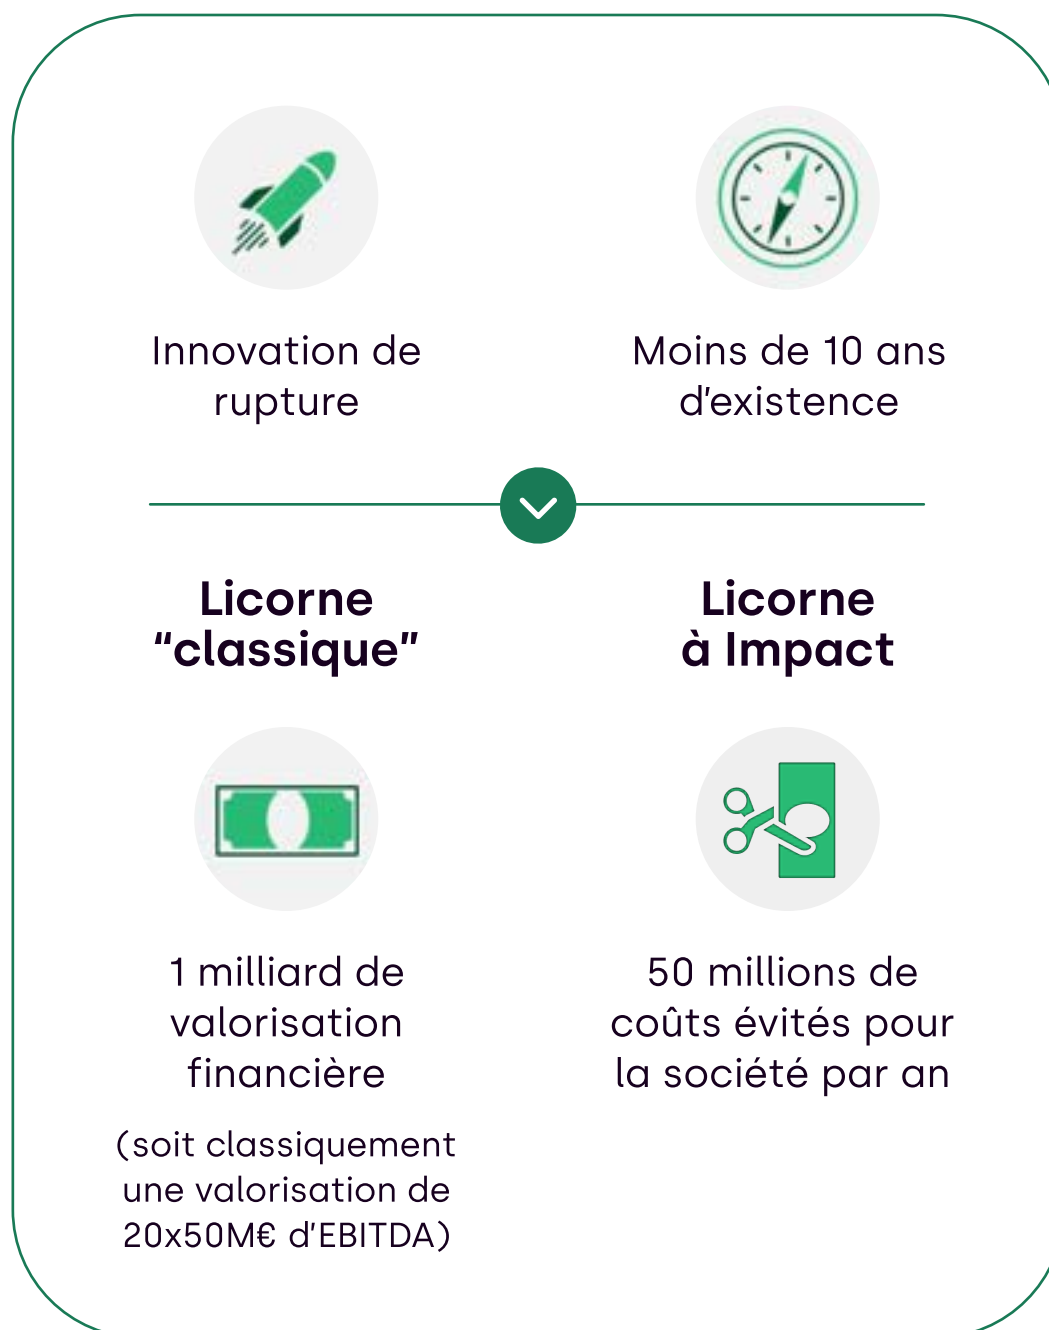 Innovation de
rupture
Moins de 10 ans
d’existence
Licorne
“classique”
Licorne
à Impact
1 milliard de
valorisation
financière
(soit classiquement
une valorisation de
20x50M€ d’EBITDA)
50 millions de
coûts évités pour
la société par an